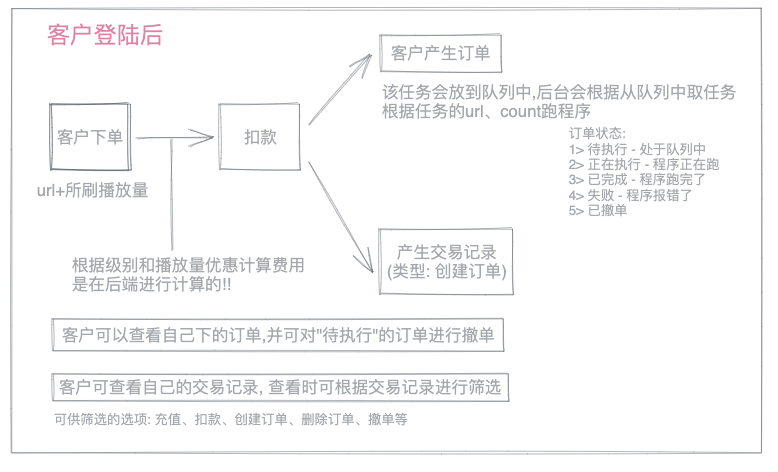 客户登陆后
客户产生订单
该任务会放到队列中,后台会根据从队列中取任务
根据任务的url、count跑程序
客户下单
扣款
订单状态:
1> 待执行 - 处于队列中
2> 正在执行 - 程序正在跑
3> 已完成 - 程序跑完了
4> 失败 - 程序报错了
5> 已撤单
url+所刷播放量
根据级别和播放量优惠计算费用
是在后端进行计算的!!
产生交易记录
(类型: 创建订单)
客户可以查看自己下的订单,并可对"待执行"的订单进行撤单
客户可查看自己的交易记录, 查看时可根据交易记录进行筛选
可供筛选的选项: 充值、扣款、创建订单、删除订单、撤单等